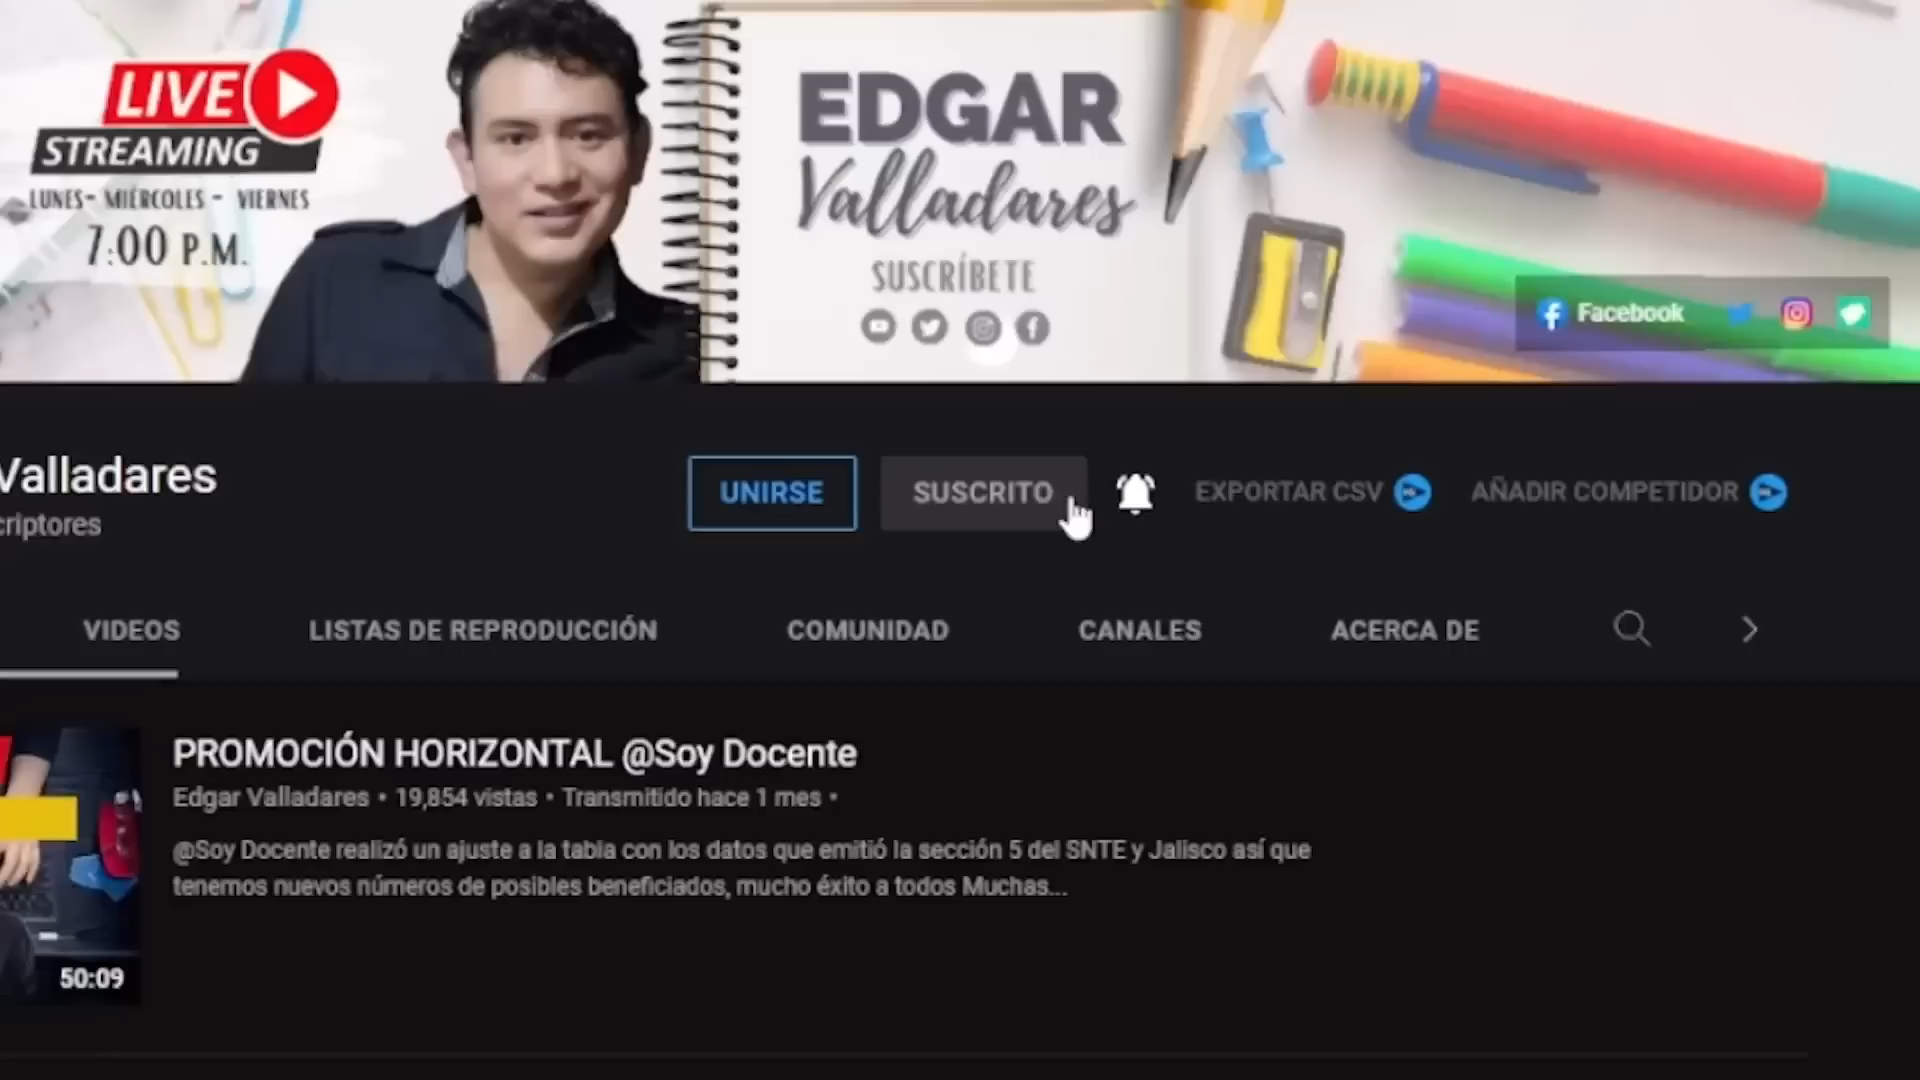 LIVE
STREAMING
LUNES- MIÉRCOLES - VIERNES
7:00 P.M.
EDGAR
Valladares
SUSCRÍBETE
Facebook
Valladares
criptores
UNIRSE
SUSCRITO
EXPORTAR CSV
AÑADIR COMPETIDOR
VIDEOS
LISTAS DE REPRODUCCIÓN
COMUNIDAD
CANALES
ACERCA DE
PROMOCIÓN HORIZONTAL @Soy Docente
Edgar Valladares • 19,854 vistas • Transmitido hace 1 mes •
@Soy Docente realizó un ajuste a la tabla con los datos que emitió la sección 5 del SNTE y Jalisco así que
tenemos nuevos números de posibles beneficiados, mucho éxito a todos Muchas...
50:09